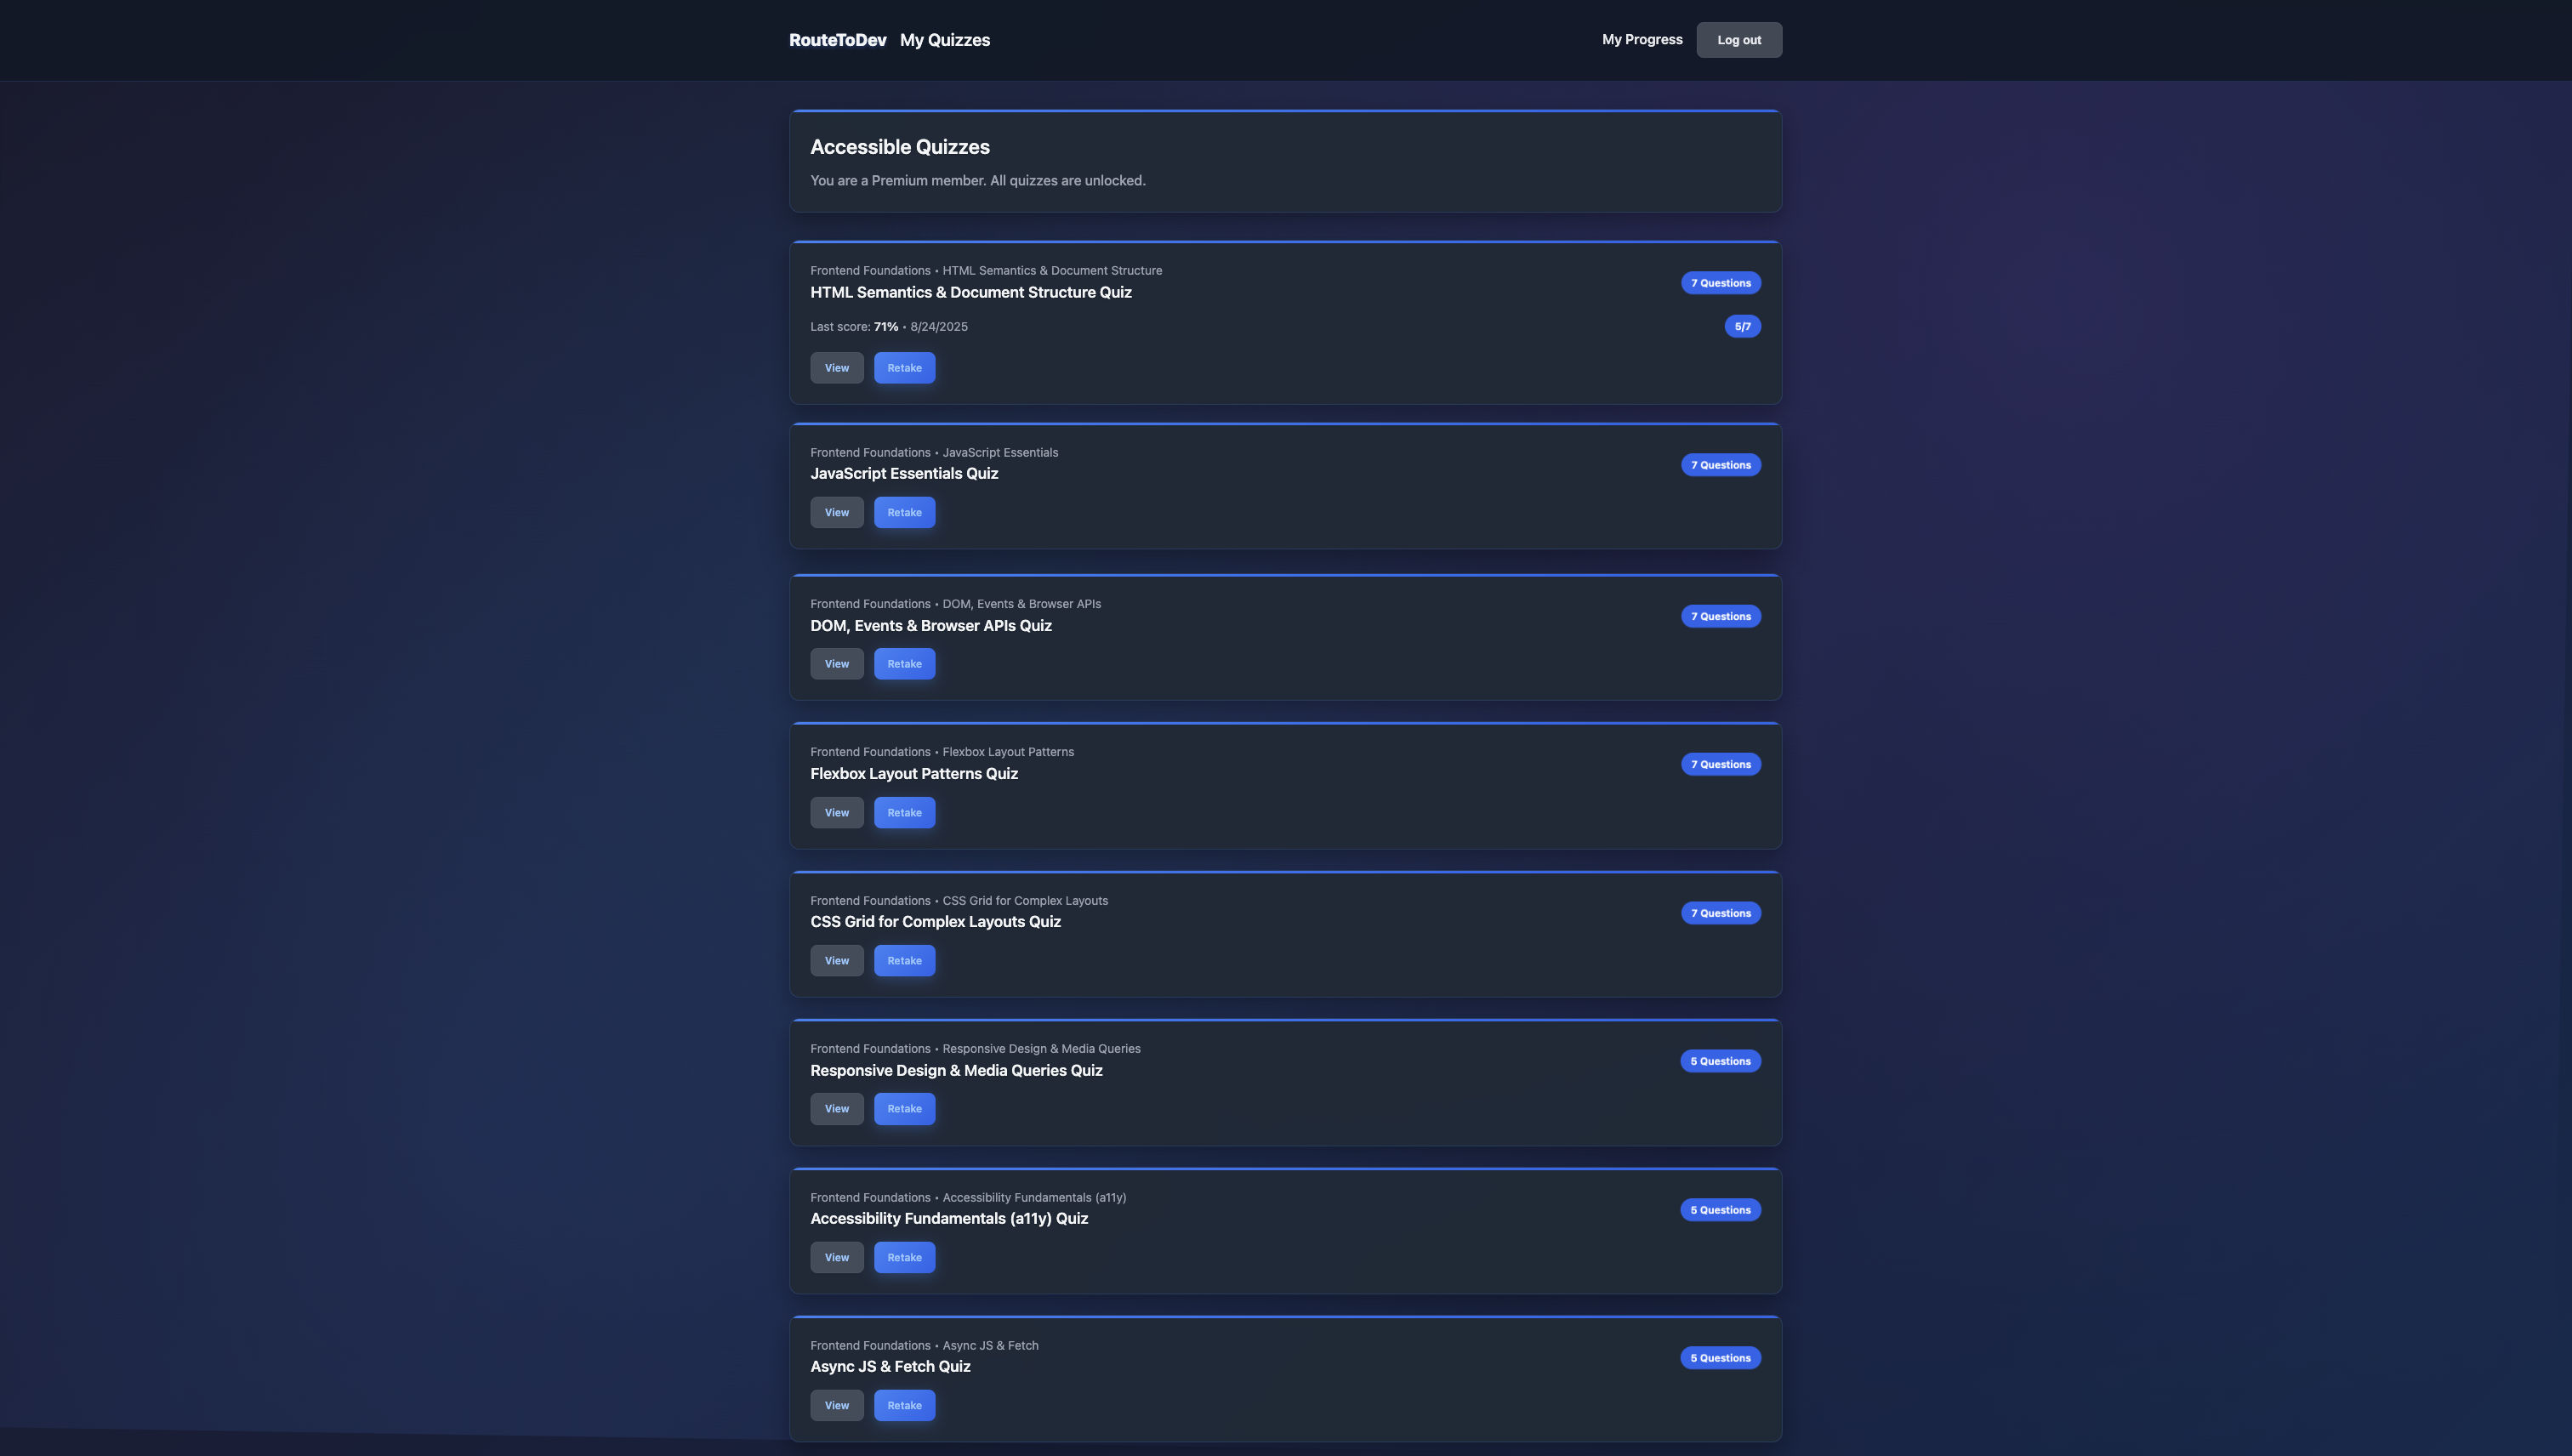 RouteToDev My Quizzes My Progress Log out
Accessible Quizzes
You are a Premium member. All quizzes are unlocked.
Frontend Foundations • HTML Semantics & Document Structure
7 Questions
HTML Semantics & Document Structure Quiz
Last score: 71% • 8/24/2025 5/7
View Retake
Frontend Foundations • JavaScript Essentials
7 Questions
JavaScript Essentials Quiz
View Retake
Frontend Foundations • DOM, Events & Browser APIs
7 Questions
DOM, Events & Browser APIs Quiz
View Retake
Frontend Foundations • Flexbox Layout Patterns
7 Questions
Flexbox Layout Patterns Quiz
View Retake
Frontend Foundations • CSS Grid for Complex Layouts
7 Questions
CSS Grid for Complex Layouts Quiz
View Retake
Frontend Foundations • Responsive Design & Media Queries
5 Questions
Responsive Design & Media Queries Quiz
View Retake
Frontend Foundations • Accessibility Fundamentals (a11y)
5 Questions
Accessibility Fundamentals (a11y) Quiz
View Retake
Frontend Foundations • Async JS & Fetch
5 Questions
Async JS & Fetch Quiz
View Retake